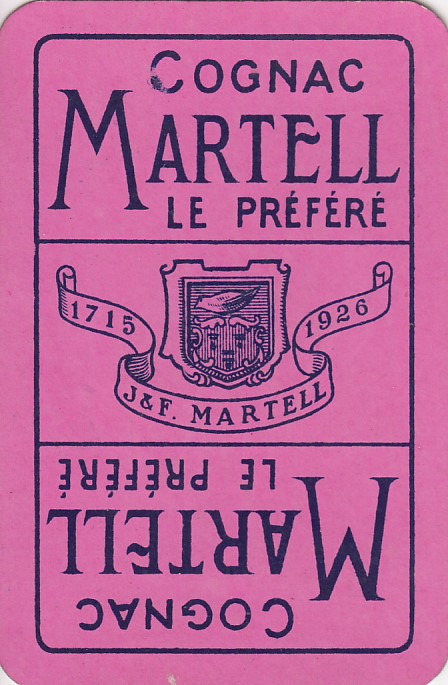 COGNAC
MARTELL
LE PRÉFÉRÉ
1715 1926
J&F. MARTELL
LE PRÉFÉRÉ
MARTELL
COGNAC